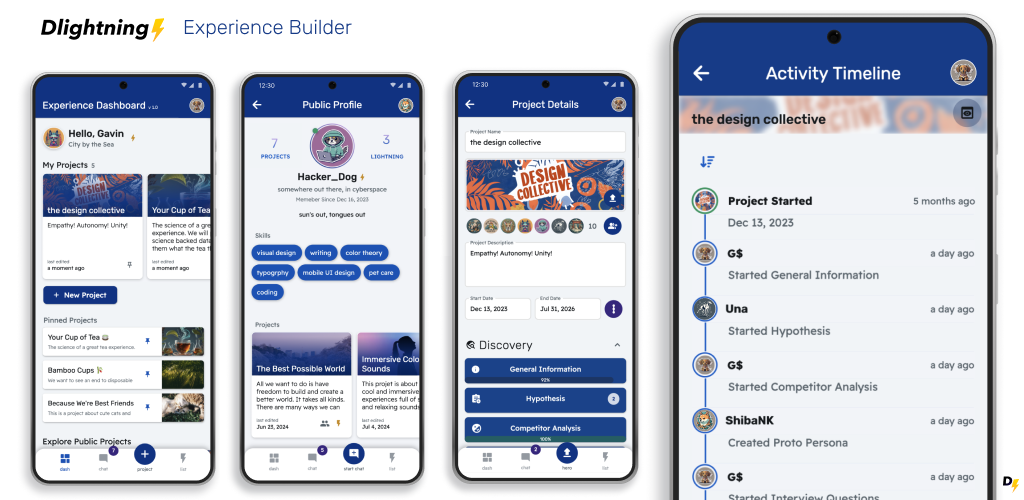 Dlightning
Experience Builder
Experience Dashboard v 1.0
Hello, Gavin
City by the Sea
My Projects 5
DESIGN
COLLECTIVE
the design collective
Your Cup of Tea
Empathy! Autonomy! Unity!
The science of a grea
experience. We will
science backed data
them what the tea t
last edited
a moment ago
last edited
a moment ago
+ New Project
Pinned Projects
Your Cup of Tea
The science of a great tea experience.
Bamboo Cups
We want to see an end to disposable
Because We're Best Friends
This is a project about cute cats and
Explore Public Projects
7
dash
chat
project
list
12:30
Public Profile
7
PROJECTS
3
LIGHTNING
Hacker_Dog
somewhere out there, in cyberspace
Memeber Since Dec 16, 2023
sun's out, tongues out
Skills
visual design
writing
color theory
typogrphy
mobile UI design
pet care
coding
Projects
The Best Possible World
Immersive Colo
Sounds
All we want to do is have
freedom to build and create a
better world. It takes all kinds.
There are many ways we can
This projet is about
cool and immersive
experiences full of s
and relaxing sounds
last edited
Jun 23, 2024
last edited
Jul 4, 2024
5
dash
chat
start chat
list
12:30
Project Details
Project Name
the design collective
DESIGN
COLLECTIVE
10
Project Description
Empathy! Autonomy! Unity!
Start Date
Dec 13, 2023
End Date
Jul 31, 2026
Discovery
General Information
92%
Hypothesis
2
Competitor Analysis
100%
2
dash
chat
hero
list
Activity Timeline
the design collective
Project Started
5 months ago
Dec 13, 2023
G$
a day ago
Started General Information
Una
a day ago
Started Hypothesis
G$
a day ago
Started Competitor Analysis
ShibaNK
a day ago
Created Proto Persona
G$
a day ago
Started Interview Questions
D